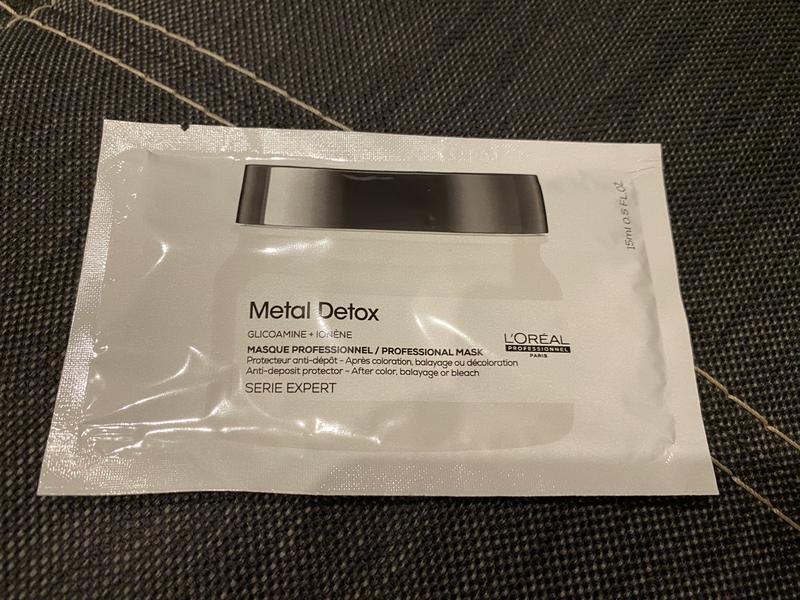 15ml 0.5 FL.OZ
Metal Detox
GLICOAMINE + IONÈNE
MASQUE PROFESSIONNEL / PROFESSIONAL MASK
Protecteur anti-dépôt - Après coloration, balayage ou décoloration
Anti-deposit protector - After color, balayage or bleach
SERIE EXPERT
L'ORÉAL
PROFESSIONNEL
PARIS